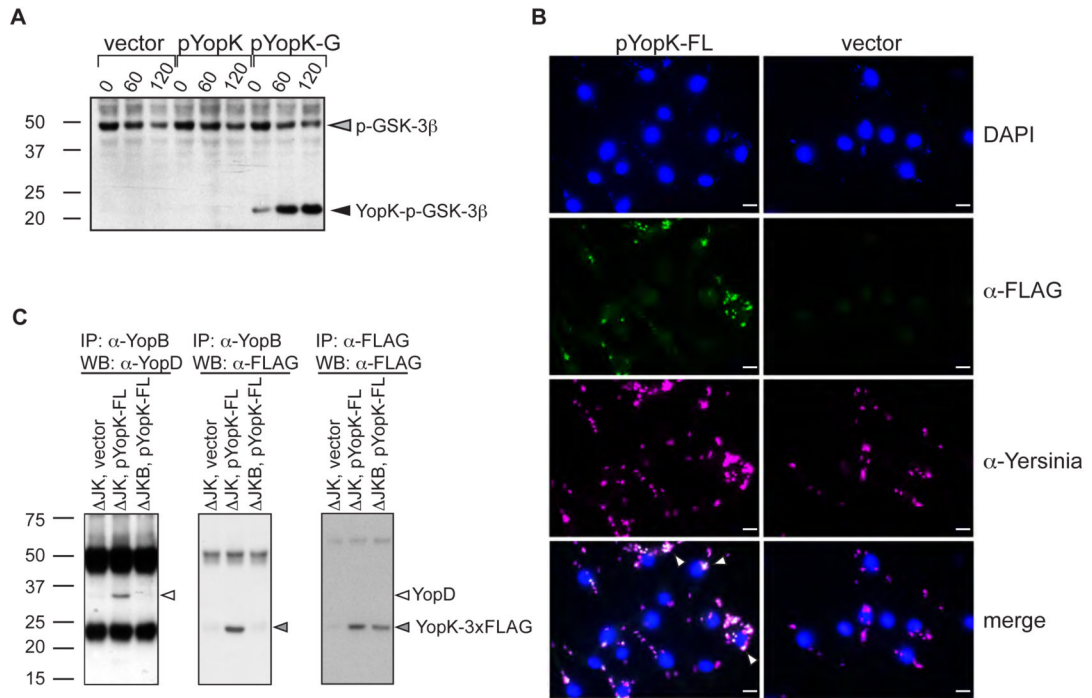 A
vector pYopK pYopK-G
0 60 120 0 60 120 0 60 120
50
37
25
20
p-GSK-3β
YopK-p-GSK-3β
B
pYopK-FL vector
DAPI
α-FLAG
α-Yersinia
merge
C
IP: α-YopB
WB: α-YopD
IP: α-YopB
WB: α-FLAG
IP: α-FLAG
WB: α-FLAG
ΔJK, vector
ΔJK, pYopK-FL
ΔJKB, pYopK-FL
ΔJK, vector
ΔJK, pYopK-FL
ΔJKB, pYopK-FL
ΔJK, vector
ΔJK, pYopK-FL
ΔJKB, pYopK-FL
75
50
37
25
20
15
YopD
YopK-3xFLAG